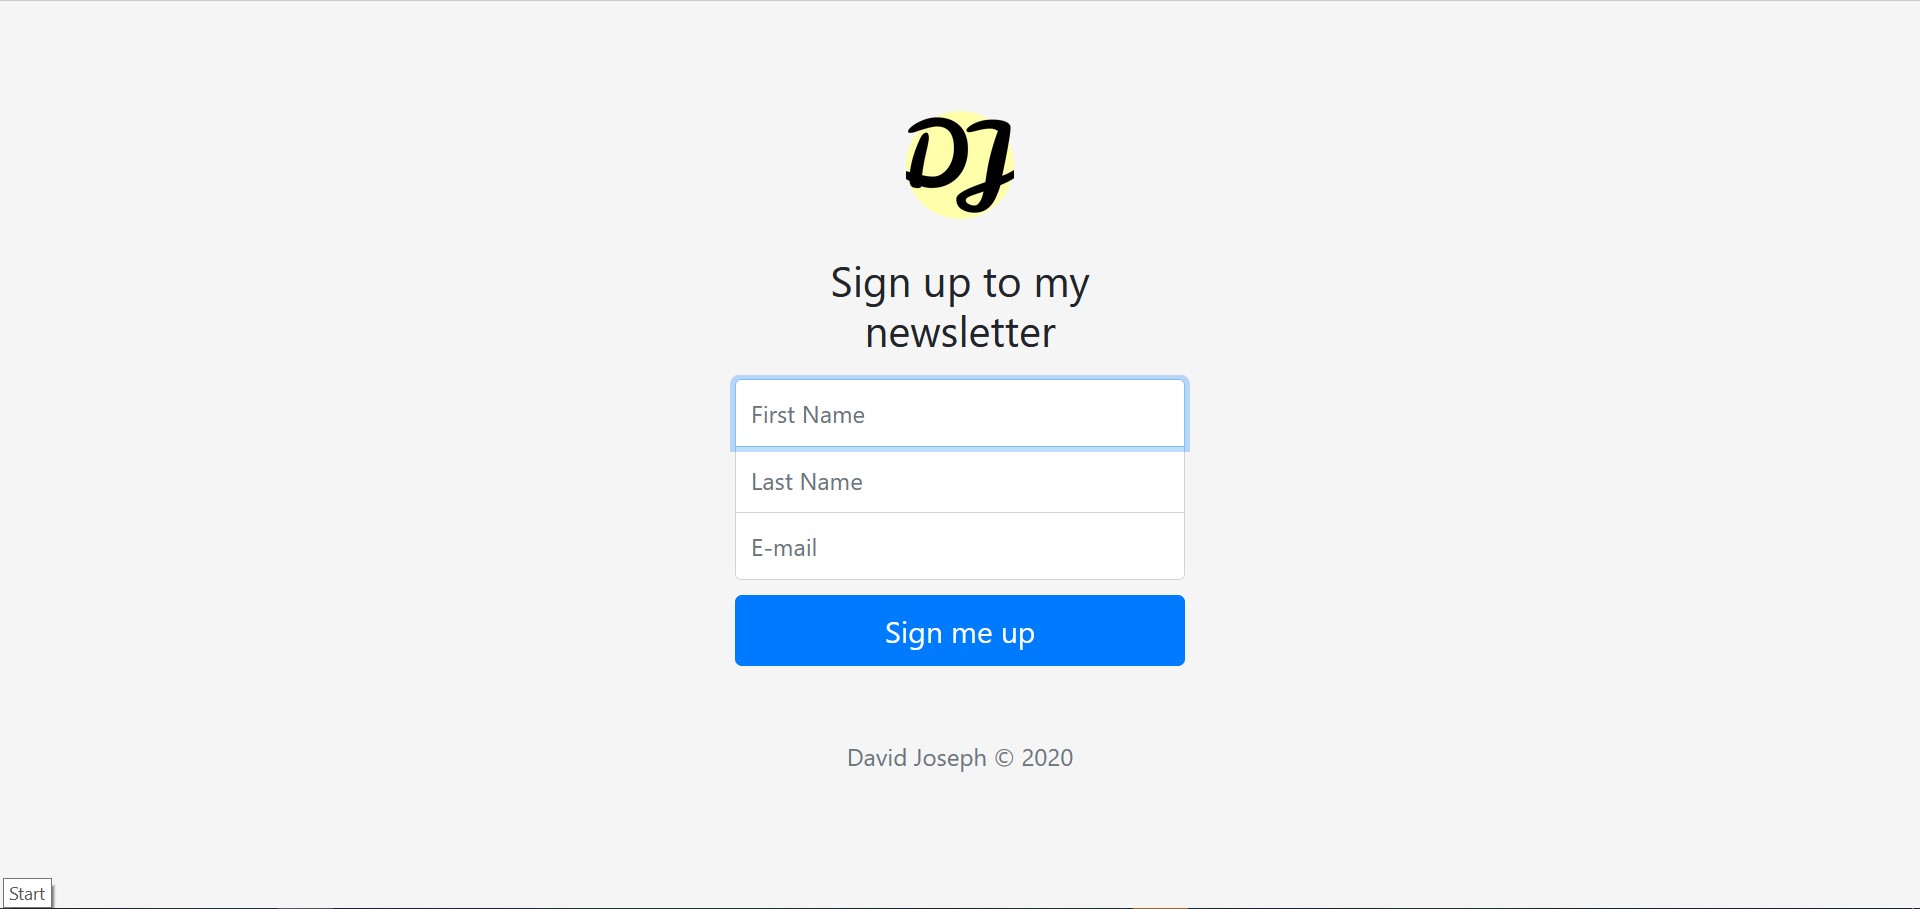 DJ
Sign up to my
newsletter
First Name
Last Name
E-mail
Sign me up
David Joseph © 2020
Start